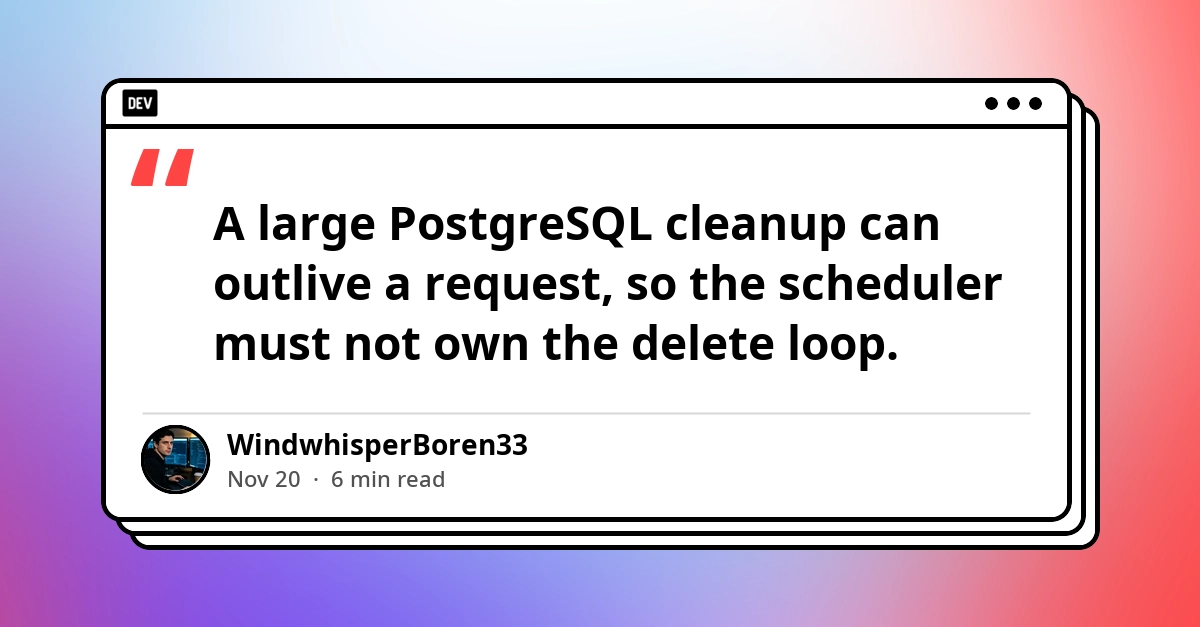 DEV
“
A large PostgreSQL cleanup can
outlive a request, so the scheduler
must not own the delete loop.
WindwhisperBoren33
Nov 20 · 6 min read